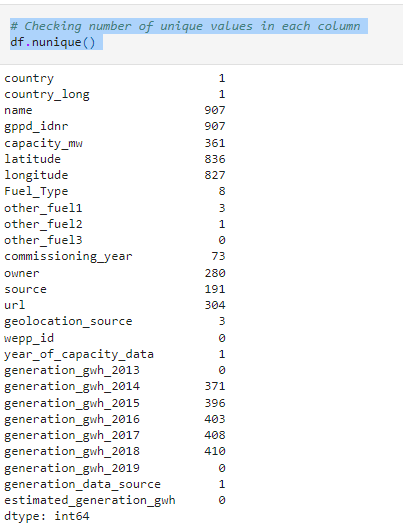 # Checking number of unique values in each column
df.nunique()
country 1
country_long 1
name 907
gppd_idnr 907
capacity_mw 361
latitude 836
longitude 827
Fuel_Type 8
other_fuel1 3
other_fuel2 1
other_fuel3 0
commissioning_year 73
owner 280
source 191
url 304
geolocation_source 3
wepp_id 0
year_of_capacity_data 1
generation_gwh_2013 0
generation_gwh_2014 371
generation_gwh_2015 396
generation_gwh_2016 403
generation_gwh_2017 408
generation_gwh_2018 410
generation_gwh_2019 0
generation_data_source 1
estimated_generation_gwh 0
dtype: int64